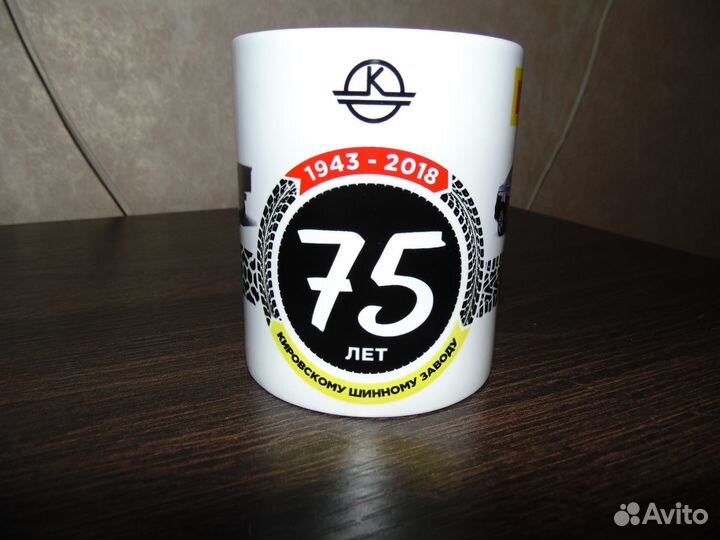 К
1943 - 2018
75
ЛЕТ
КИРОВСКОМУ ШИННОМУ ЗАВОДУ
Avito